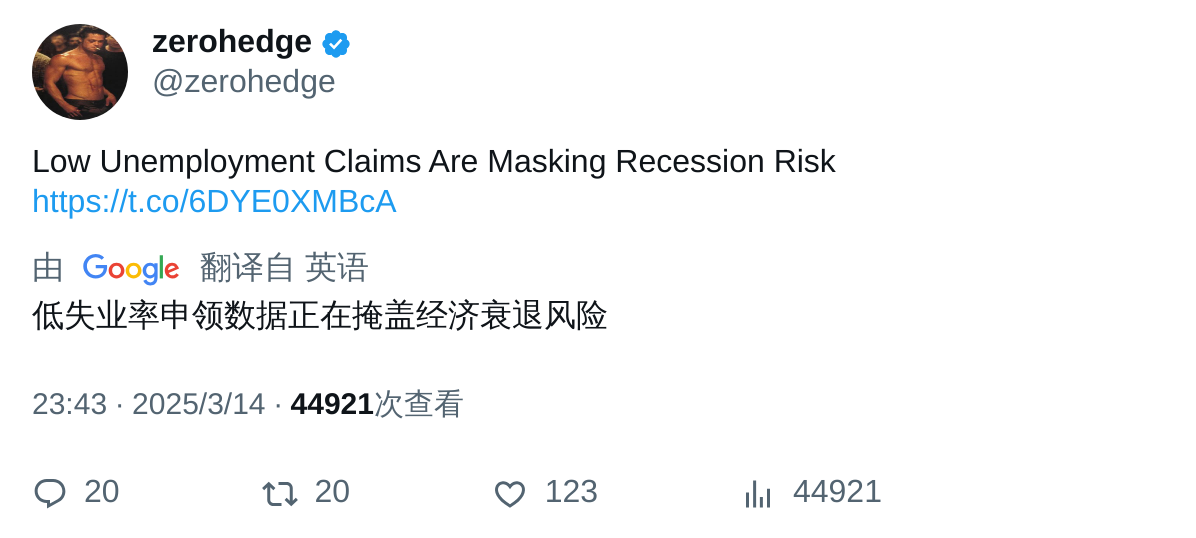 zerohedge
@zerohedge
Low Unemployment Claims Are Masking Recession Risk
https://t.co/6DYE0XMBcA
由 Google 翻译自 英语
低失业率申领数据正在掩盖经济衰退风险
23:43 · 2025/3/14 · 44921次查看
20 20 123 44921